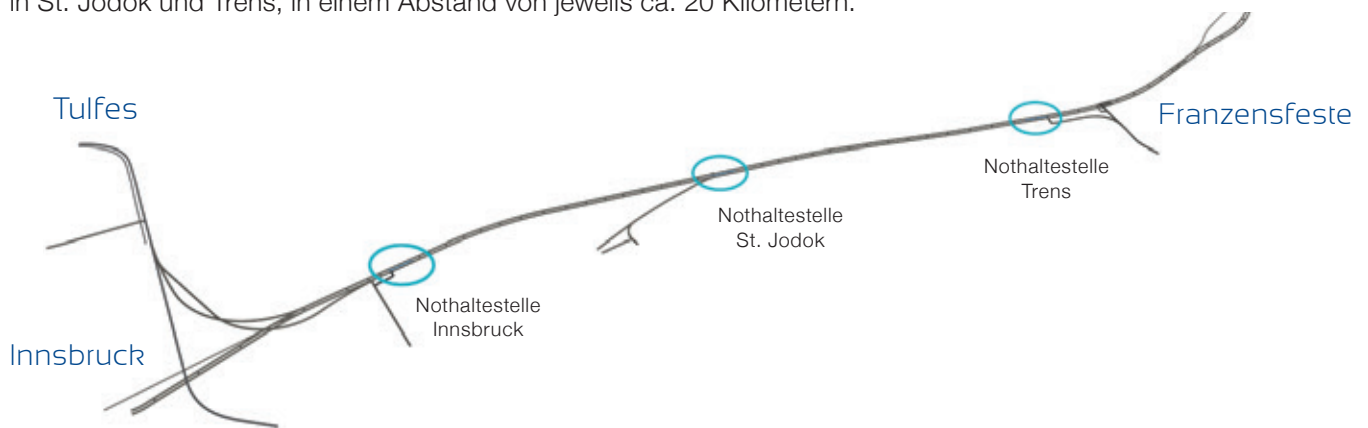 in St. Jodok und Trens, in einem Abstand von jeweils ca. 20 Kilometern.
Tulfes
Franzensfeste
Nothaltestelle
Trens
Nothaltestelle
St. Jodok
Nothaltestelle
Innsbruck
Innsbruck